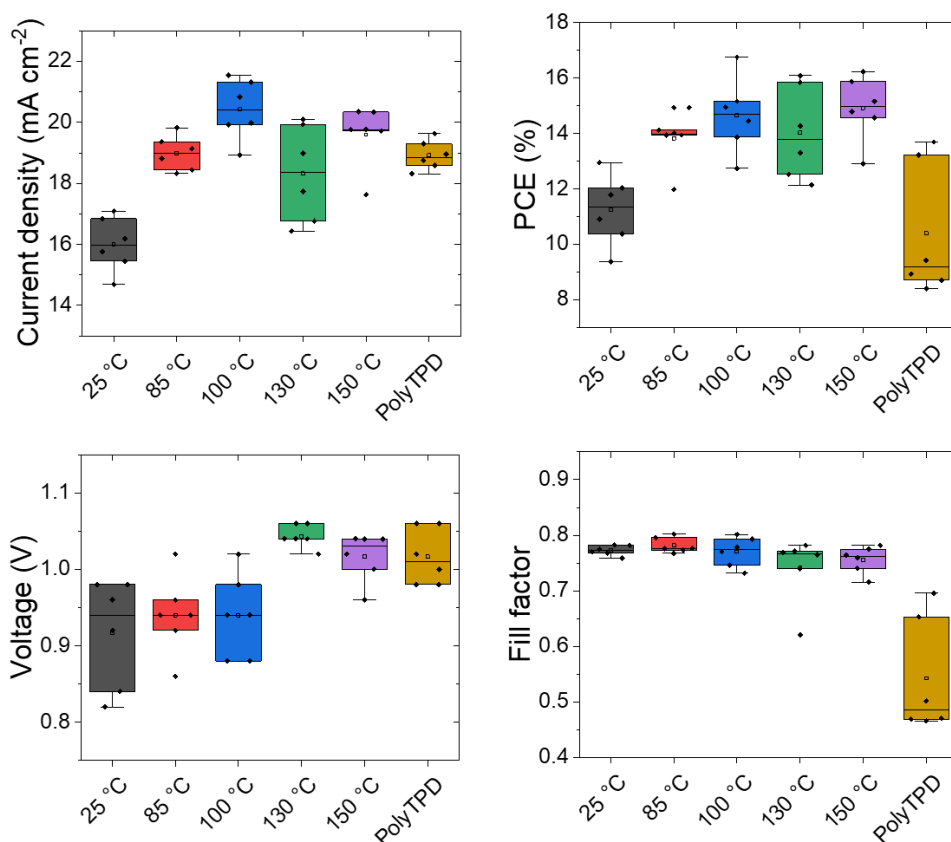 Current density (mA cm⁻²)
22
20
18
16
14
25 °C
85 °C
100 °C
130 °C
150 °C
PolyTPD
PCE (%)
18
16
14
12
10
8
25 °C
85 °C
100 °C
130 °C
150 °C
PolyTPD
Voltage (V)
1.1
1.0
0.9
0.8
25 °C
85 °C
100 °C
130 °C
150 °C
PolyTPD
Fill factor
0.9
0.8
0.7
0.6
0.5
0.4
25 °C
85 °C
100 °C
130 °C
150 °C
PolyTPD